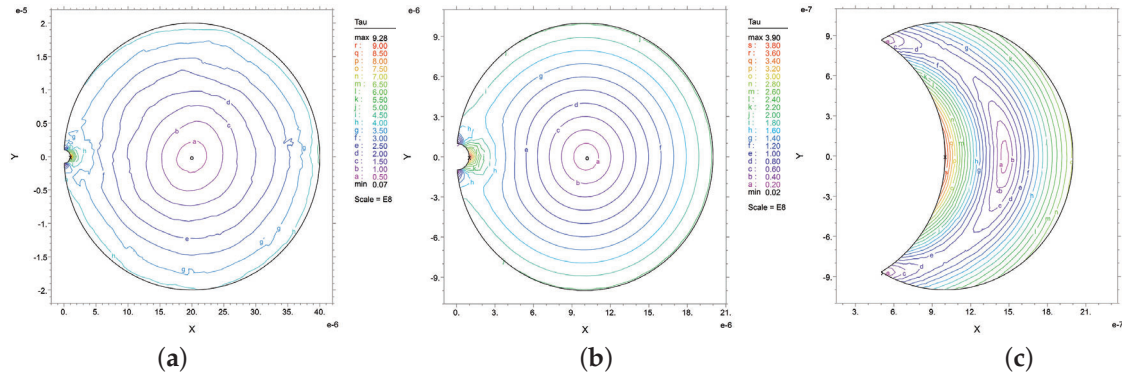 e-5
2.
1.5
1.
0.5
0.
-0.5
-1.
-1.5
-2.
Y
0. 5. 10. 15. 20. 25. 30. 35. 40.
e-6
X
a
b
c
d
e
g
g
g
h
h
(a)
Tau
max 9.28
r : 9.00
q : 8.50
p : 8.00
o : 7.50
n : 7.00
m : 6.50
l : 6.00
k : 5.50
j : 5.00
i : 4.50
h : 4.00
g : 3.50
f : 3.00
e : 2.50
d : 2.00
c : 1.50
b : 1.00
a : 0.50
min 0.07
Scale = E8
e-6
9.
6.
3.
0.
-3.
-6.
-9.
Y
0. 3. 6. 9. 12. 15. 18. 21.
e-6
X
g
d
c
b
a
a
b
c
e
h
i
(b)
Tau
max 3.90
s : 3.80
r : 3.60
q : 3.40
p : 3.20
o : 3.00
n : 2.80
m : 2.60
l : 2.40
k : 2.20
j : 2.00
i : 1.80
h : 1.60
g : 1.40
f : 1.20
e : 1.00
d : 0.80
c : 0.60
b : 0.40
a : 0.20
min 0.02
Scale = E8
e-7
9.
6.
3.
0.
-3.
-6.
-9.
Y
3. 6. 9. 12. 15. 20.
e-7
X
g
d
f
k
a
b
b
c
e
d
(c)